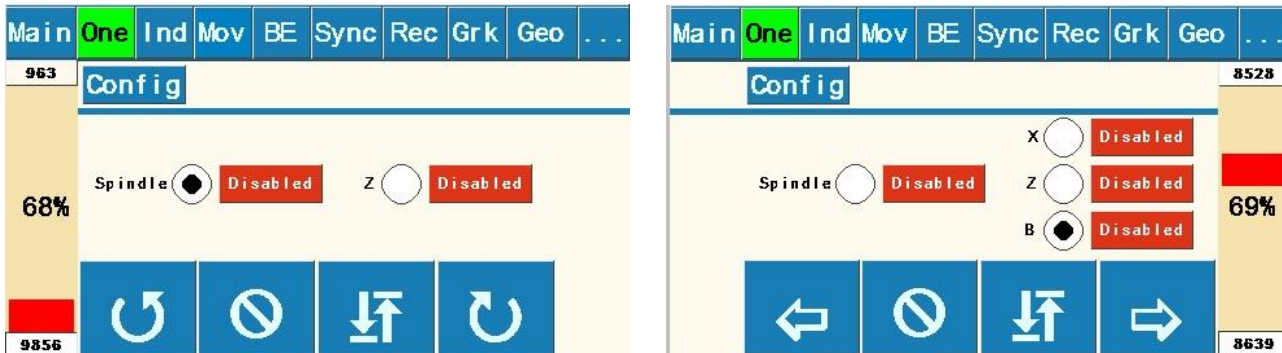 Main One Ind Mov BE Sync Rec Grk Geo ...
963
Config
Spindle Disabled Z Disabled
68%
9856
Main One Ind Mov BE Sync Rec Grk Geo ...
8528
Config
X Disabled
Spindle Disabled Z Disabled
69%
B Disabled
8639